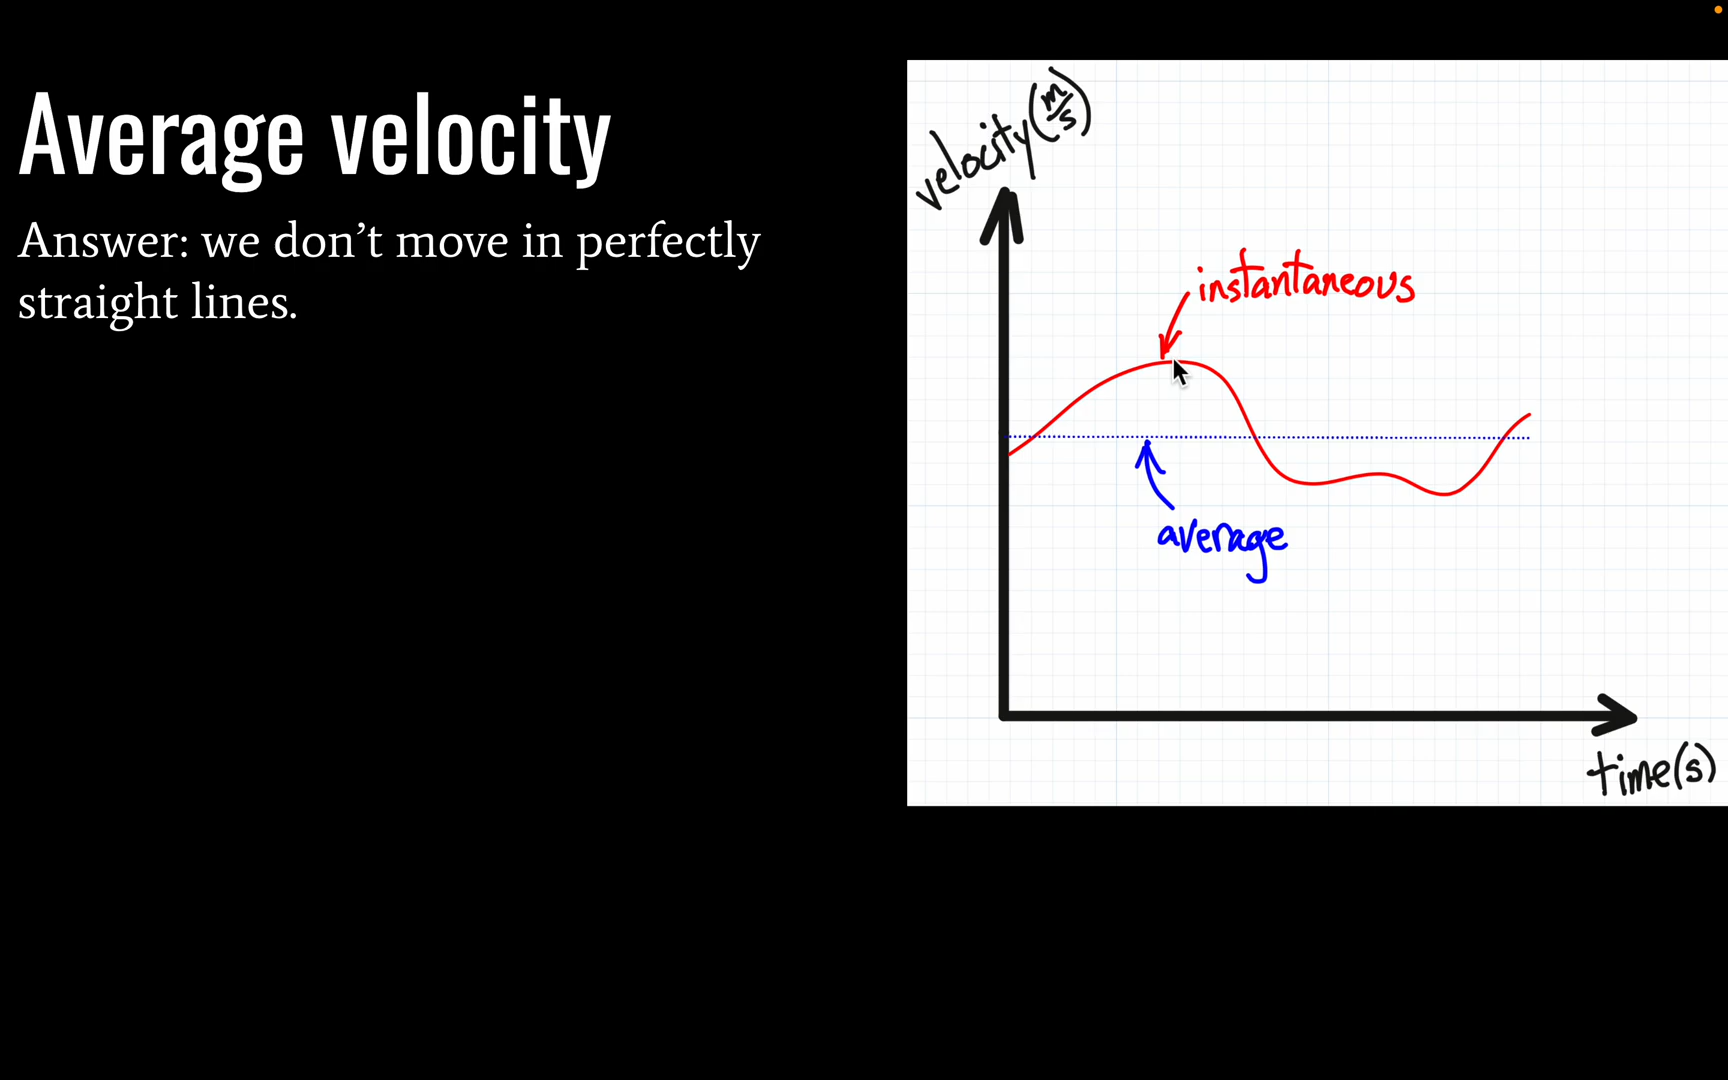 Average velocity
Answer: we don’t move in perfectly
straight lines.
velocity(m/s)
instantaneous
average
time(s)